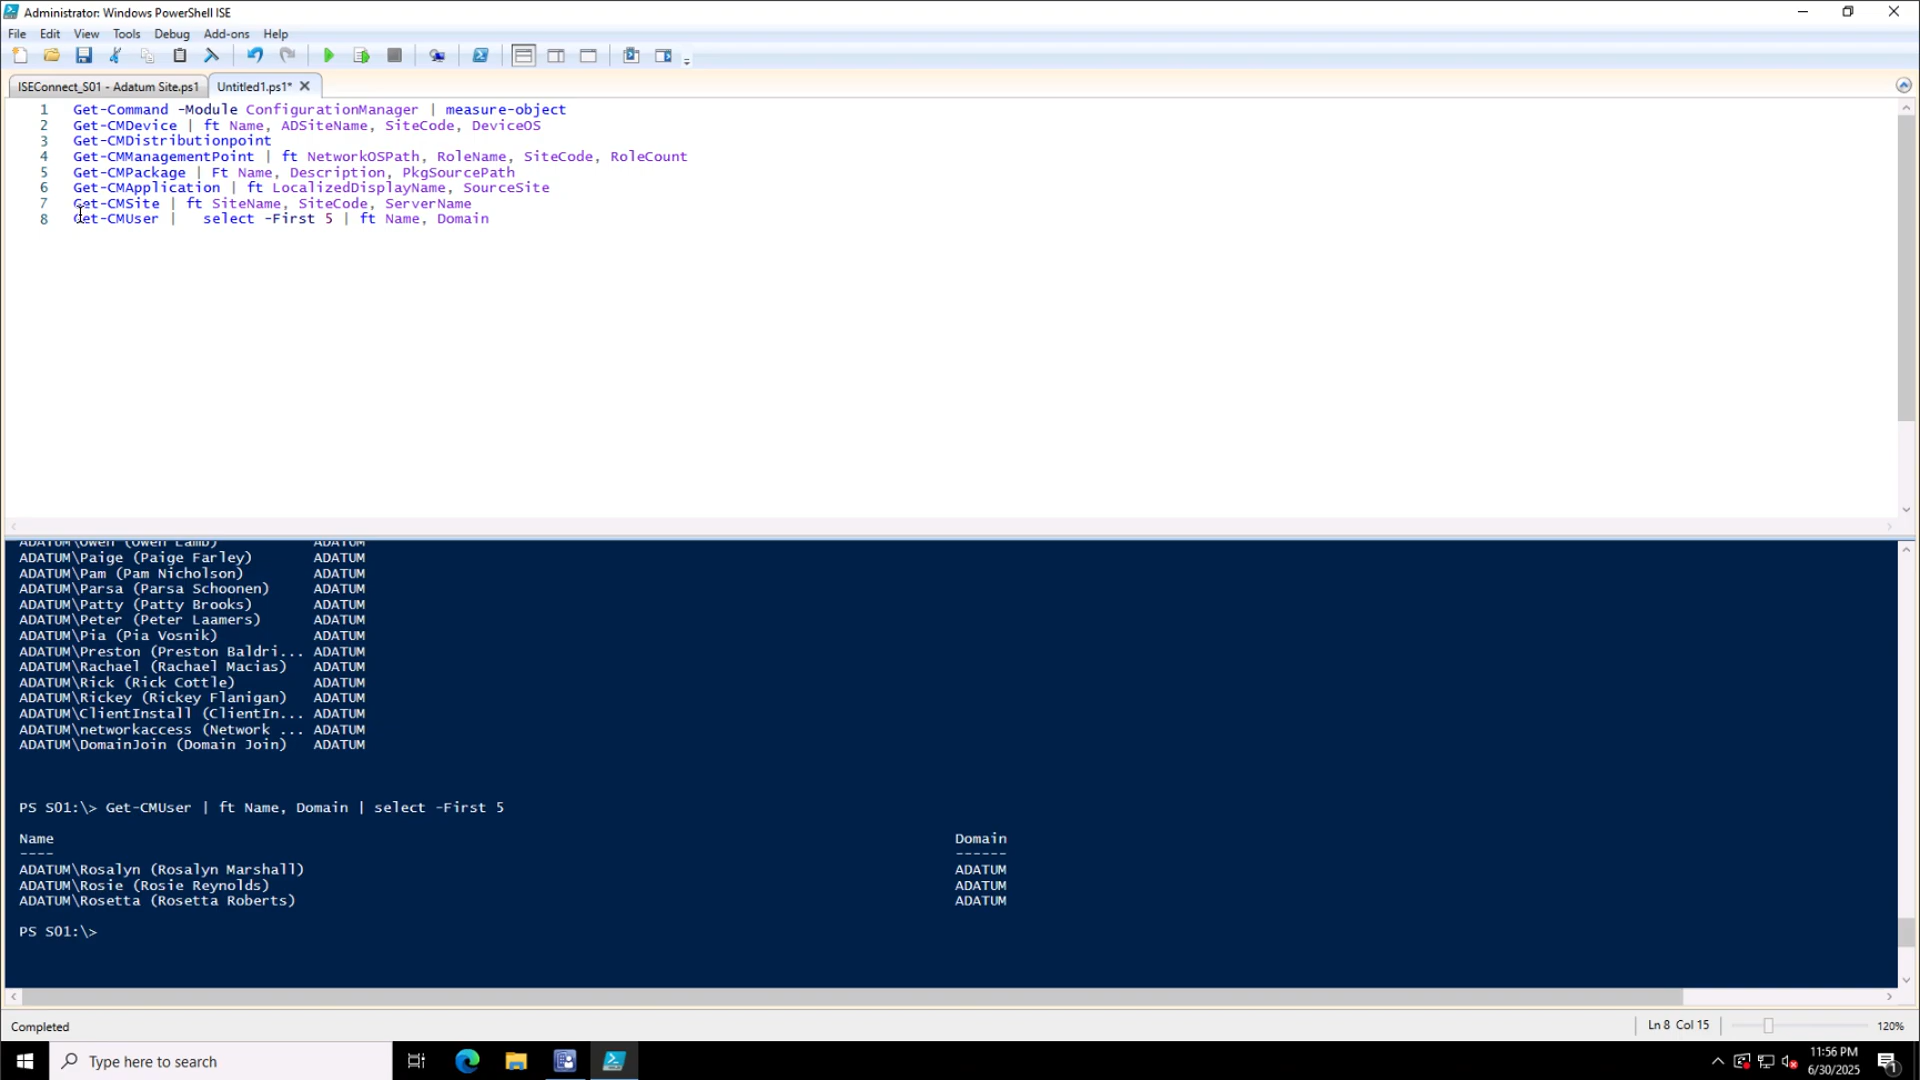 Administrator: Windows PowerShell ISE
File Edit View Tools Debug Add-ons Help
ISEConnect_S01 - Adatum Site.ps1 Untitled1.ps1*
1 Get-Command -Module ConfigurationManager | measure-object
2 Get-CMDevice | ft Name, ADSiteName, SiteCode, DeviceOS
3 Get-CMDistributionpoint
4 Get-CMManagementPoint | ft NetworkOSPath, RoleName, SiteCode, RoleCount
5 Get-CMPackage | Ft Name, Description, PkgSourcePath
6 Get-CMApplication | ft LocalizedDisplayName, SourceSite
7 Get-CMSite | ft SiteName, SiteCode, ServerName
8 Get-CMUser |   select -First 5 | ft Name, Domain
ADATUM\Owen (Owen Lamb) ADATUM
ADATUM\Paige (Paige Farley) ADATUM
ADATUM\Pam (Pam Nicholson) ADATUM
ADATUM\Parsa (Parsa Schoonen) ADATUM
ADATUM\Patty (Patty Brooks) ADATUM
ADATUM\Peter (Peter Laamers) ADATUM
ADATUM\Pia (Pia Vosnik) ADATUM
ADATUM\Preston (Preston Baldri... ADATUM
ADATUM\Rachael (Rachael Macias) ADATUM
ADATUM\Rick (Rick Cottle) ADATUM
ADATUM\Rickey (Rickey Flanigan) ADATUM
ADATUM\ClientInstall (ClientIn... ADATUM
ADATUM\networkaccess (Network ... ADATUM
ADATUM\DomainJoin (Domain Join) ADATUM
PS S01:\> Get-CMUser | ft Name, Domain | select -First 5
Name Domain
---- ------
ADATUM\Rosalyn (Rosalyn Marshall) ADATUM
ADATUM\Rosie (Rosie Reynolds) ADATUM
ADATUM\Rosetta (Rosetta Roberts) ADATUM
PS S01:\>
Completed Ln 8 Col 15 120%
Type here to search 11:56 PM
6/30/2025 1